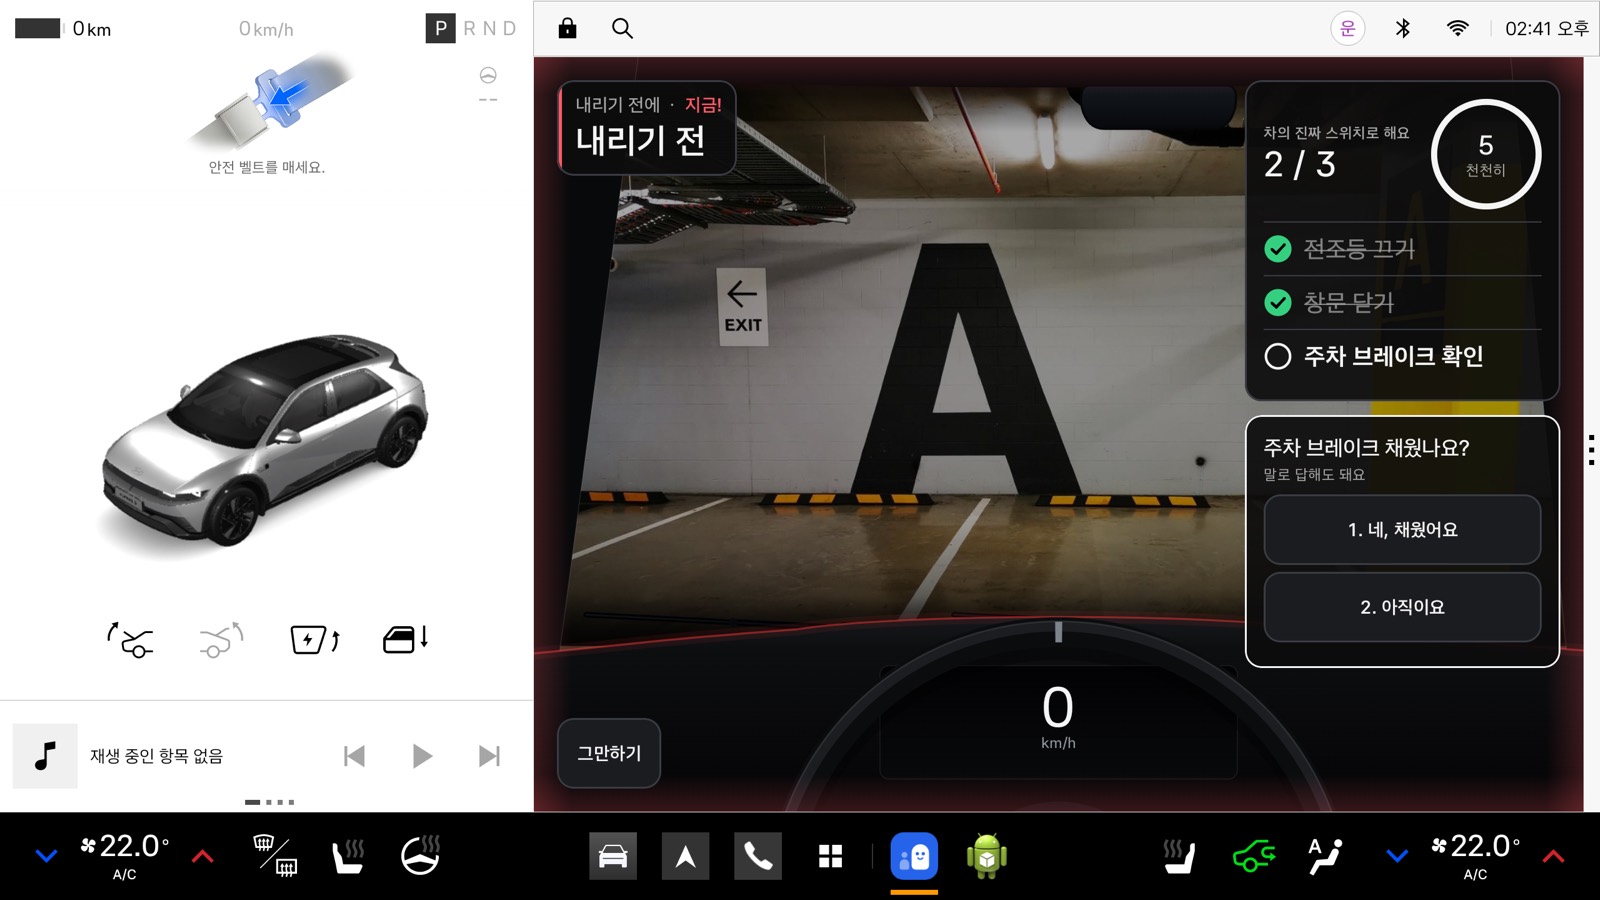 0km
0km/h
P R N D
안전 벨트를 매세요.
재생 중인 항목 없음
운
02:41 오후
내리기 전에 · 지금!
내리기 전
EXIT
A
차의 진짜 스위치로 해요
2 / 3
5
천천히
전조등 끄기
창문 닫기
주차 브레이크 확인
주차 브레이크 채웠나요?
말로 답해도 돼요
1. 네, 채웠어요
2. 아직이요
0
km/h
그만하기
22.0°
A/C
A
22.0°
A/C